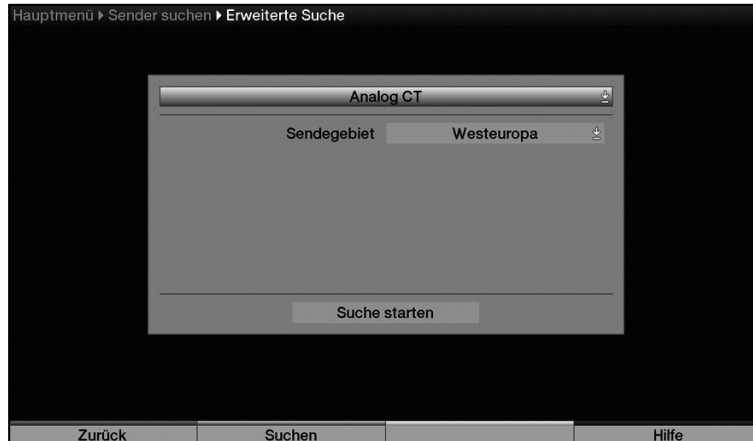 Hauptmenü ▸ Sender suchen ▸ Erweiterte Suche
Analog CT
Sendegebiet Westeuropa
Suche starten
Zurück Suchen Hilfe